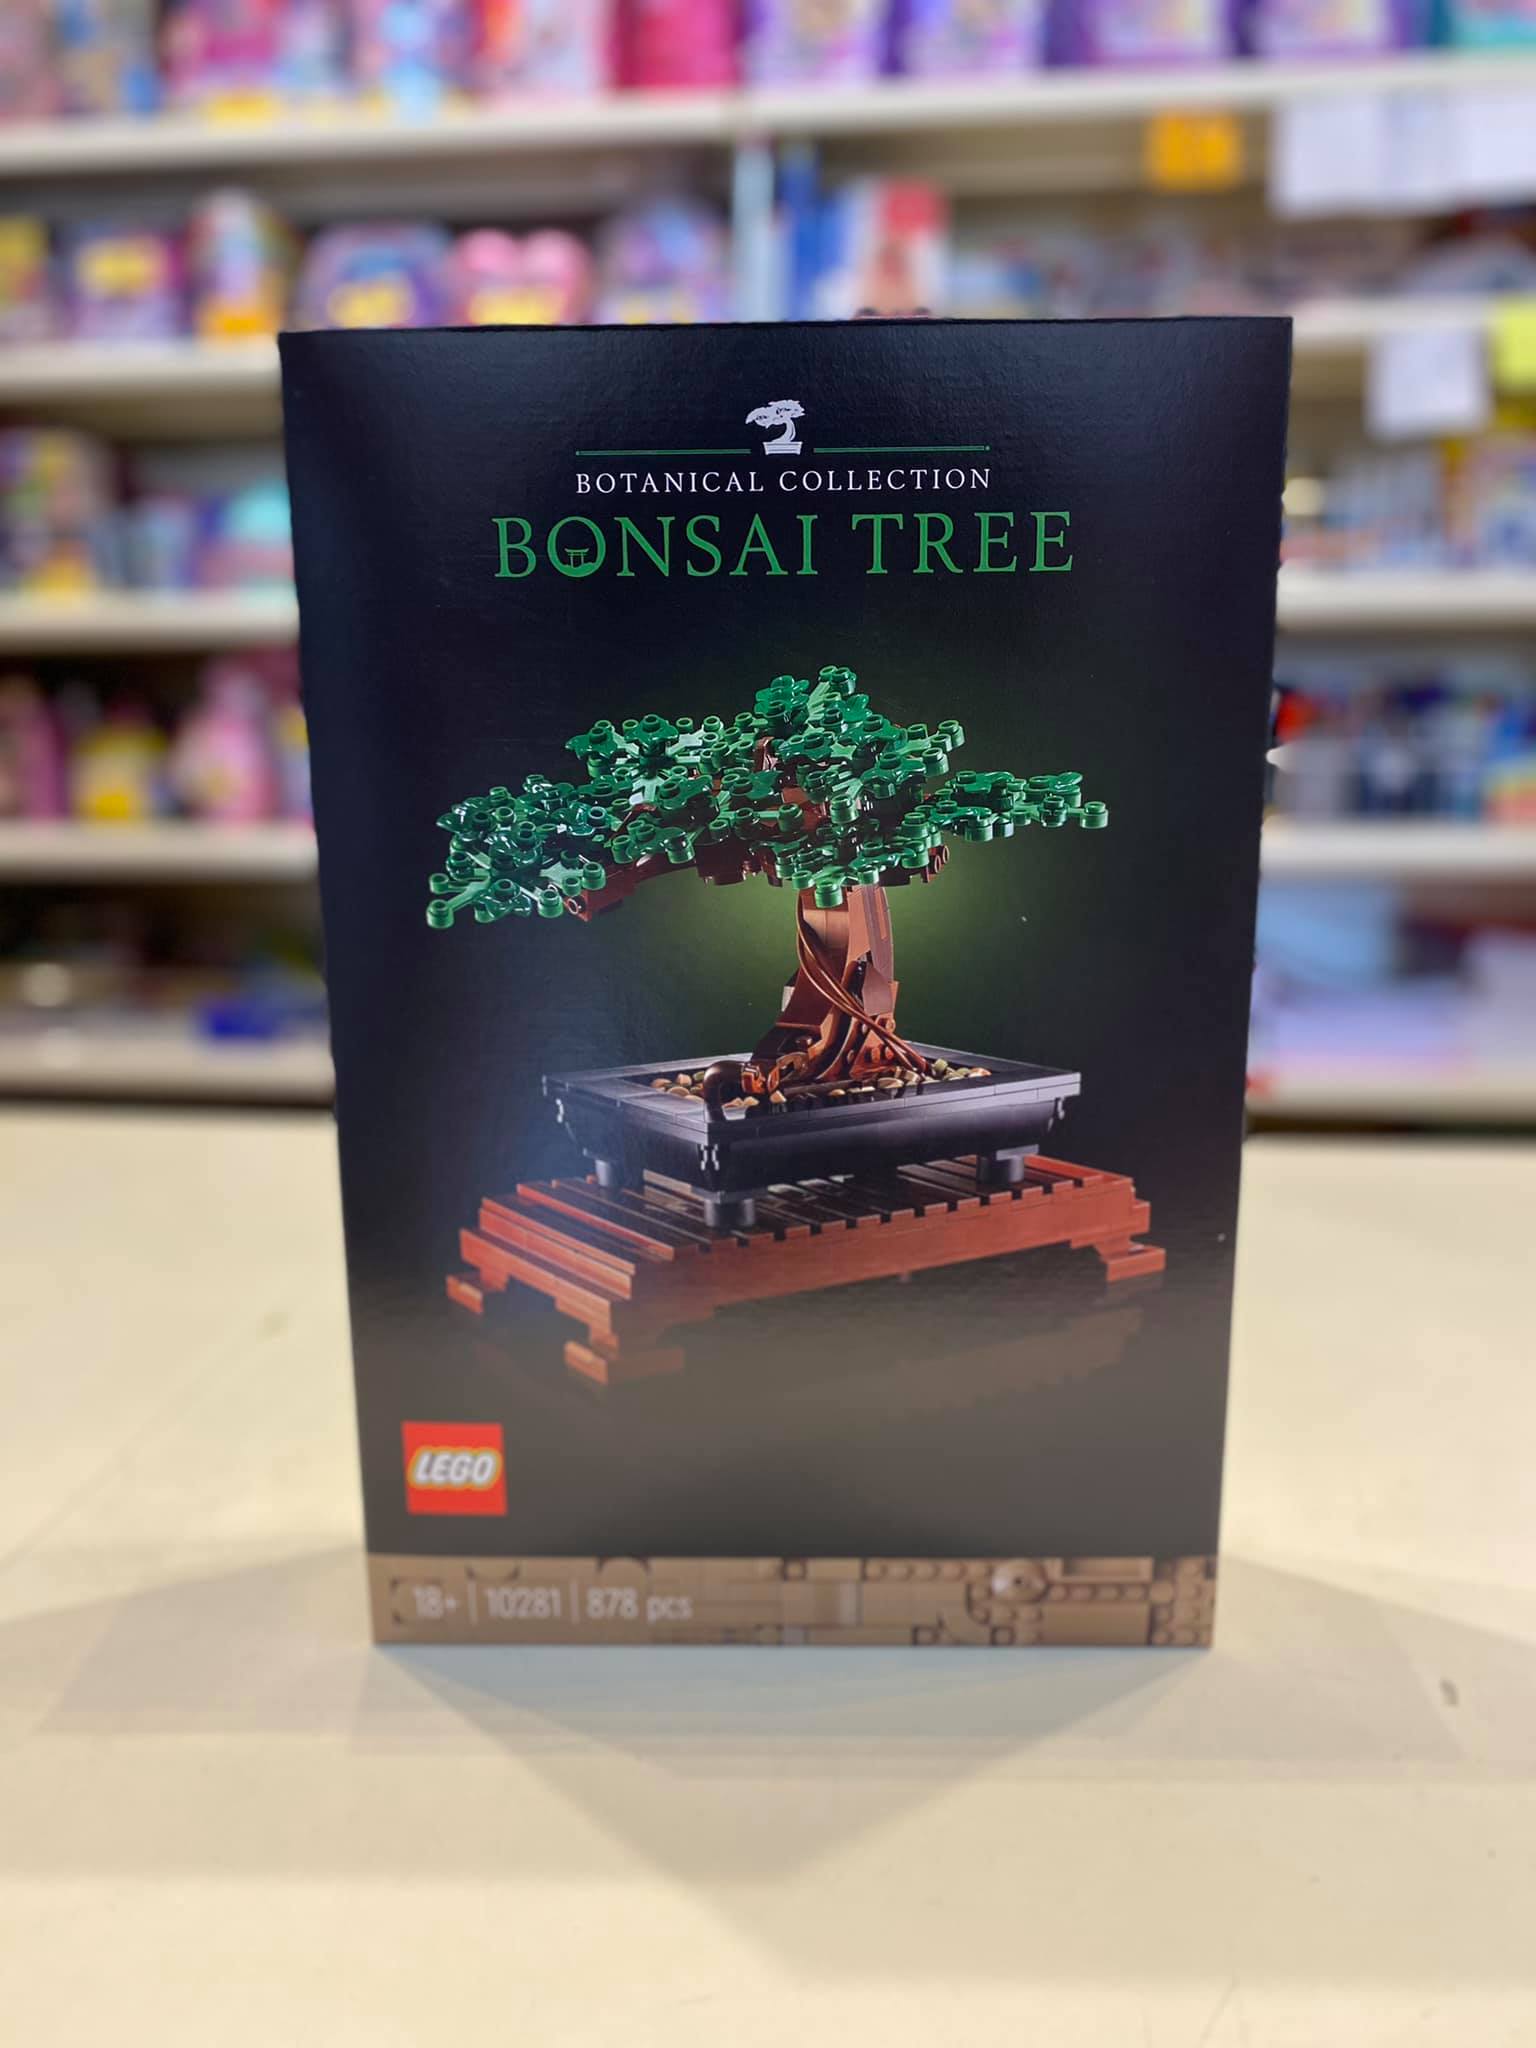 BOTANICAL COLLECTION
BONSAI TREE
LEGO
18+ | 10281 | 878 pcs